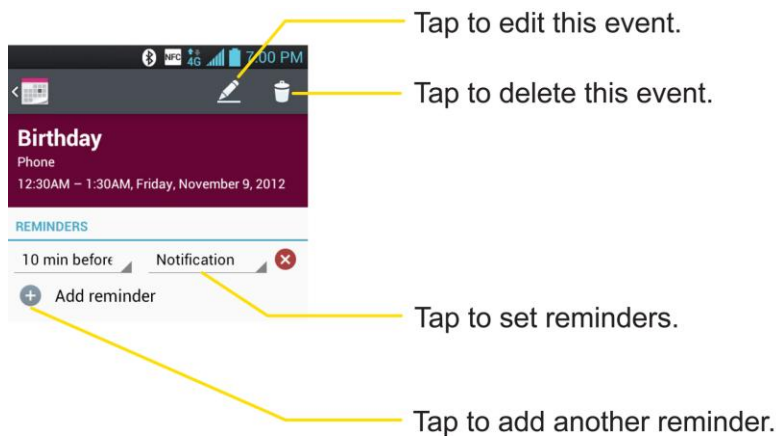 Tap to edit this event.
NFC 4G 7:00 PM
Tap to delete this event.
Birthday
Phone
12:30AM – 1:30AM, Friday, November 9, 2012
REMINDERS
10 min before Notification
Add reminder
Tap to set reminders.
Tap to add another reminder.